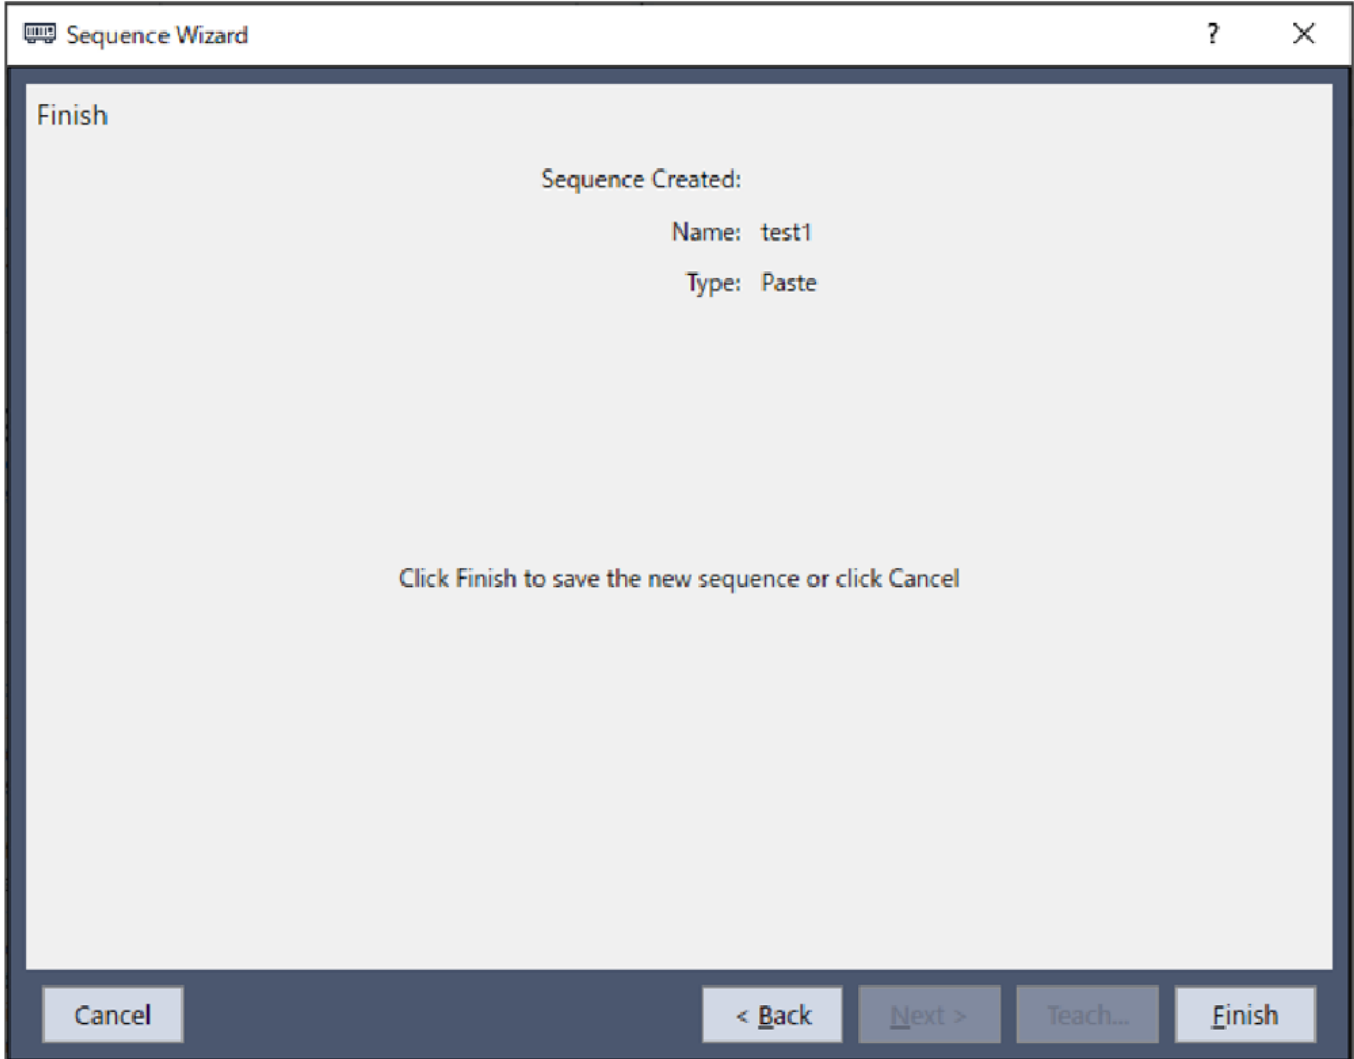 Sequence Wizard ? ×
Finish
Sequence Created:
Name: test1
Type: Paste
Click Finish to save the new sequence or click Cancel
Cancel < Back Next > Teach... Finish